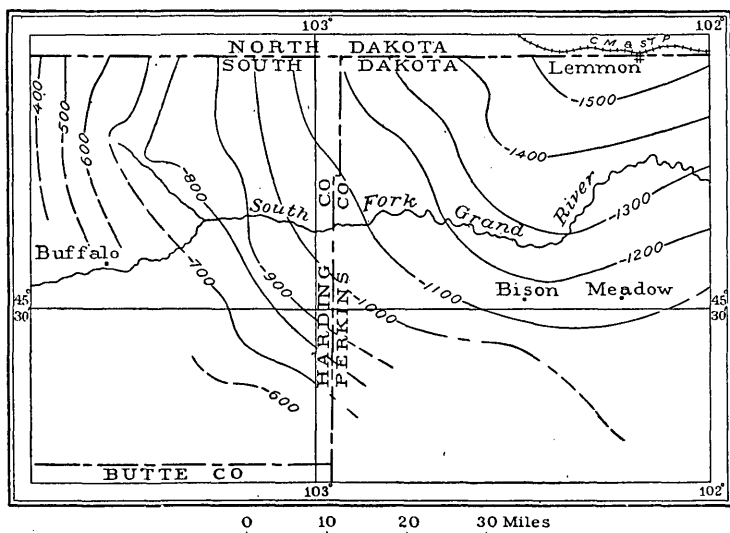 103° 102°
C M & ST P
NORTH DAKOTA
SOUTH DAKOTA
Lemmon
-400
-500
-600
-1500
-1400
-800
South Fork Grand River
-1300
-1200
Buffalo
-700
-900
-1000
-1100
Bison Meadow
45° 30
45° 30
HARDING CO
PERKINS CO
-600
BUTTE CO
103° 102°
0 10 20 30 Miles